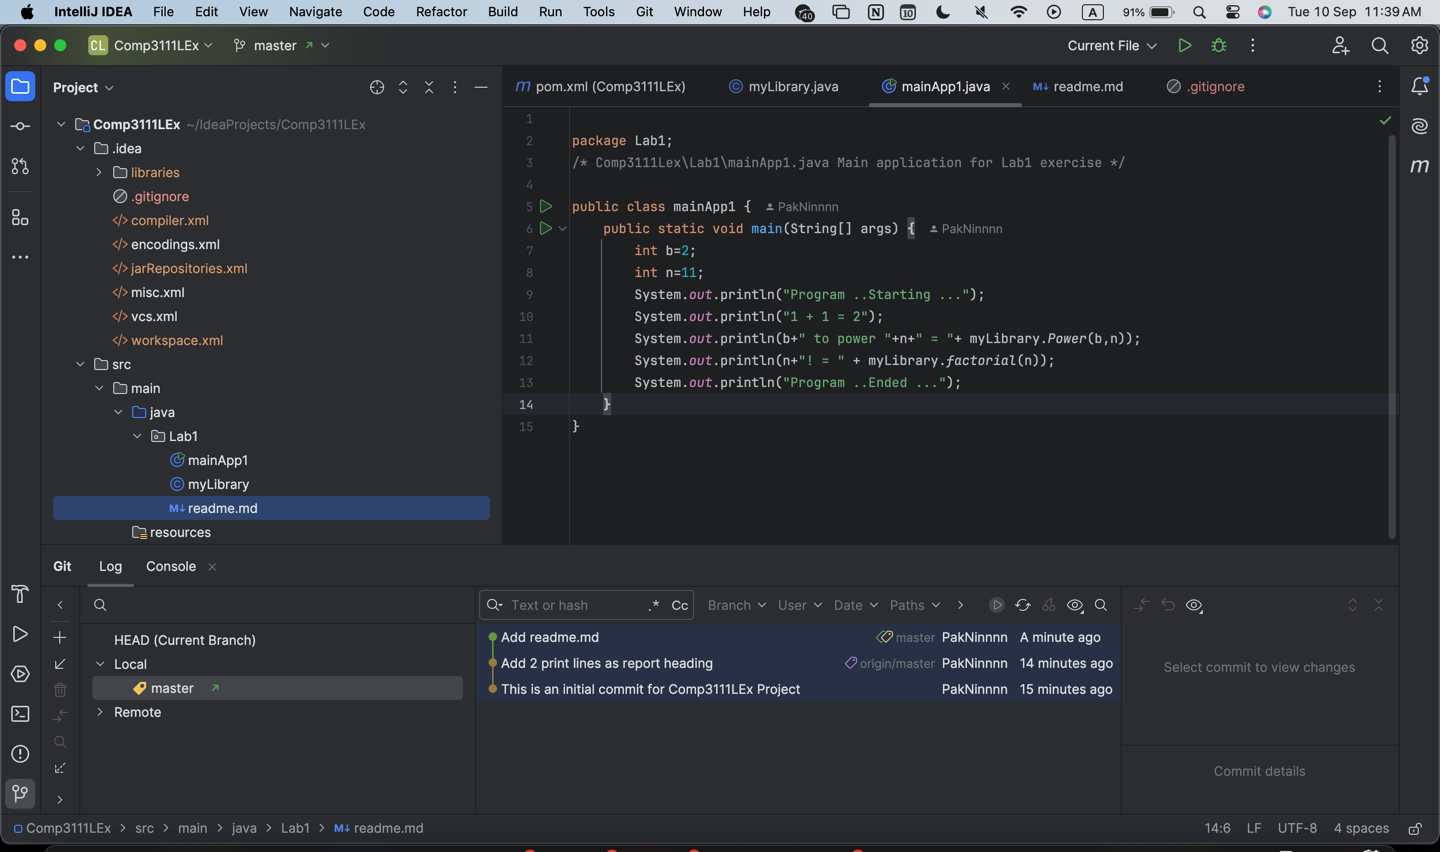 IntelliJ IDEA File Edit View Navigate Code Refactor Build Run Tools Git Window Help 40 10 A 91% Tue 10 Sep 11:39 AM
CL Comp3111LEx master Current File
Project
pom.xml (Comp3111LEx) myLibrary.java mainApp1.java readme.md .gitignore
Comp3111LEx ~/IdeaProjects/Comp3111LEx
.idea
libraries
.gitignore
compiler.xml
encodings.xml
jarRepositories.xml
misc.xml
vcs.xml
workspace.xml
src
main
java
Lab1
mainApp1
myLibrary
readme.md
resources
1
2 package Lab1;
3 /* Comp3111Lex\Lab1\mainApp1.java Main application for Lab1 exercise */
4
5 public class mainApp1 { PakNinnnn
6 public static void main(String[] args) { PakNinnnn
7 int b=2;
8 int n=11;
9 System.out.println("Program ..Starting ...");
10 System.out.println("1 + 1 = 2");
11 System.out.println(b+" to power "+n+" = "+ myLibrary.Power(b,n));
12 System.out.println(n+"! = " + myLibrary.factorial(n));
13 System.out.println("Program ..Ended ...");
14 }
15 }
Git Log Console
Text or hash .* Cc Branch User Date Paths
HEAD (Current Branch)
Local
master
Remote
Add readme.md master PakNinnnn A minute ago
Add 2 print lines as report heading origin/master PakNinnnn 14 minutes ago
This is an initial commit for Comp3111LEx Project PakNinnnn 15 minutes ago
Select commit to view changes
Commit details
Comp3111LEx > src > main > java > Lab1 > readme.md 14:6 LF UTF-8 4 spaces